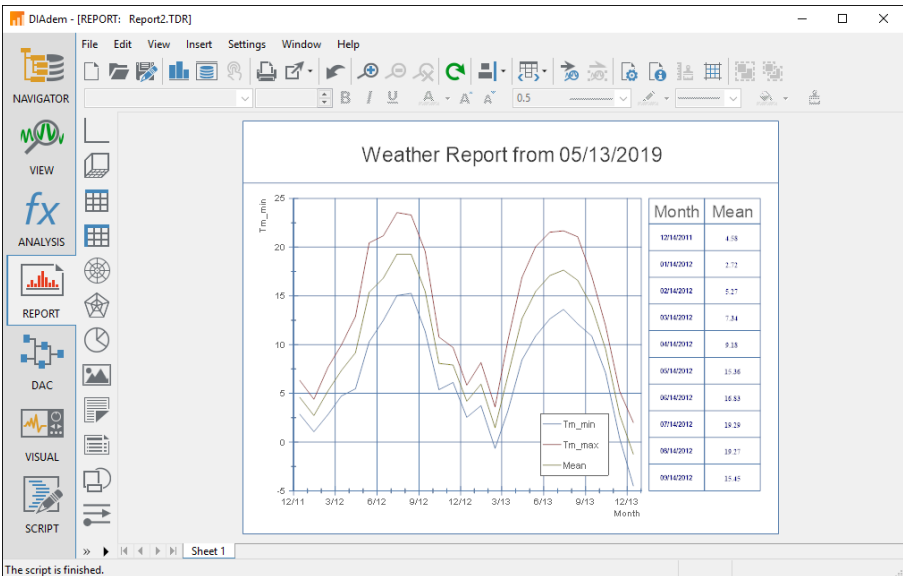 DIAdem - [REPORT:   Report2.TDR]
File Edit View Insert Settings Window Help
NAVIGATOR
VIEW
fx
ANALYSIS
REPORT
DAC
VISUAL
SCRIPT
B I U A A A 0.5
Weather Report from 05/13/2019
Tm_min
25
20
15
10
5
0
-5
12/11 3/12 6/12 9/12 12/12 3/13 6/13 9/13 12/13
Month
Tm_min
Tm_max
Mean
Month Mean
12/14/2011 4.58
01/14/2012 2.72
02/14/2012 5.27
03/14/2012 7.34
04/14/2012 9.18
05/14/2012 15.36
06/14/2012 16.83
07/14/2012 19.29
08/14/2012 19.27
09/14/2012 15.45
Sheet 1
The script is finished.